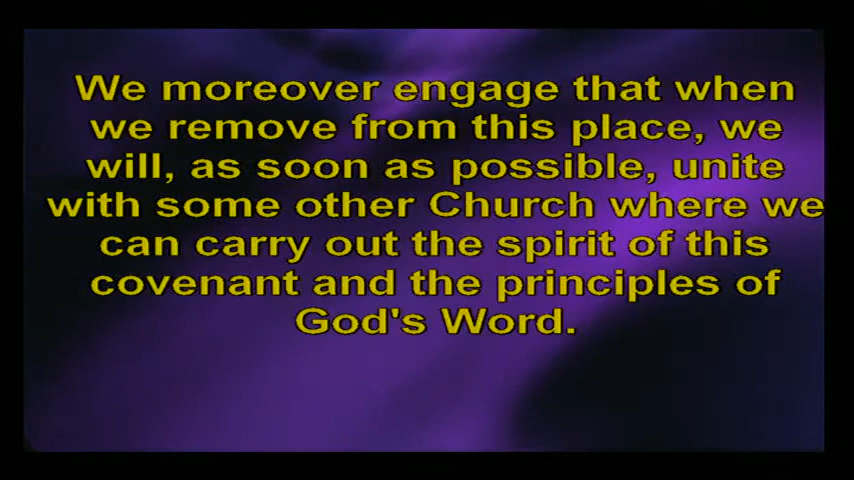 We moreover engage that when
we remove from this place, we
will, as soon as possible, unite
with some other Church where we
can carry out the spirit of this
covenant and the principles of
God's Word.